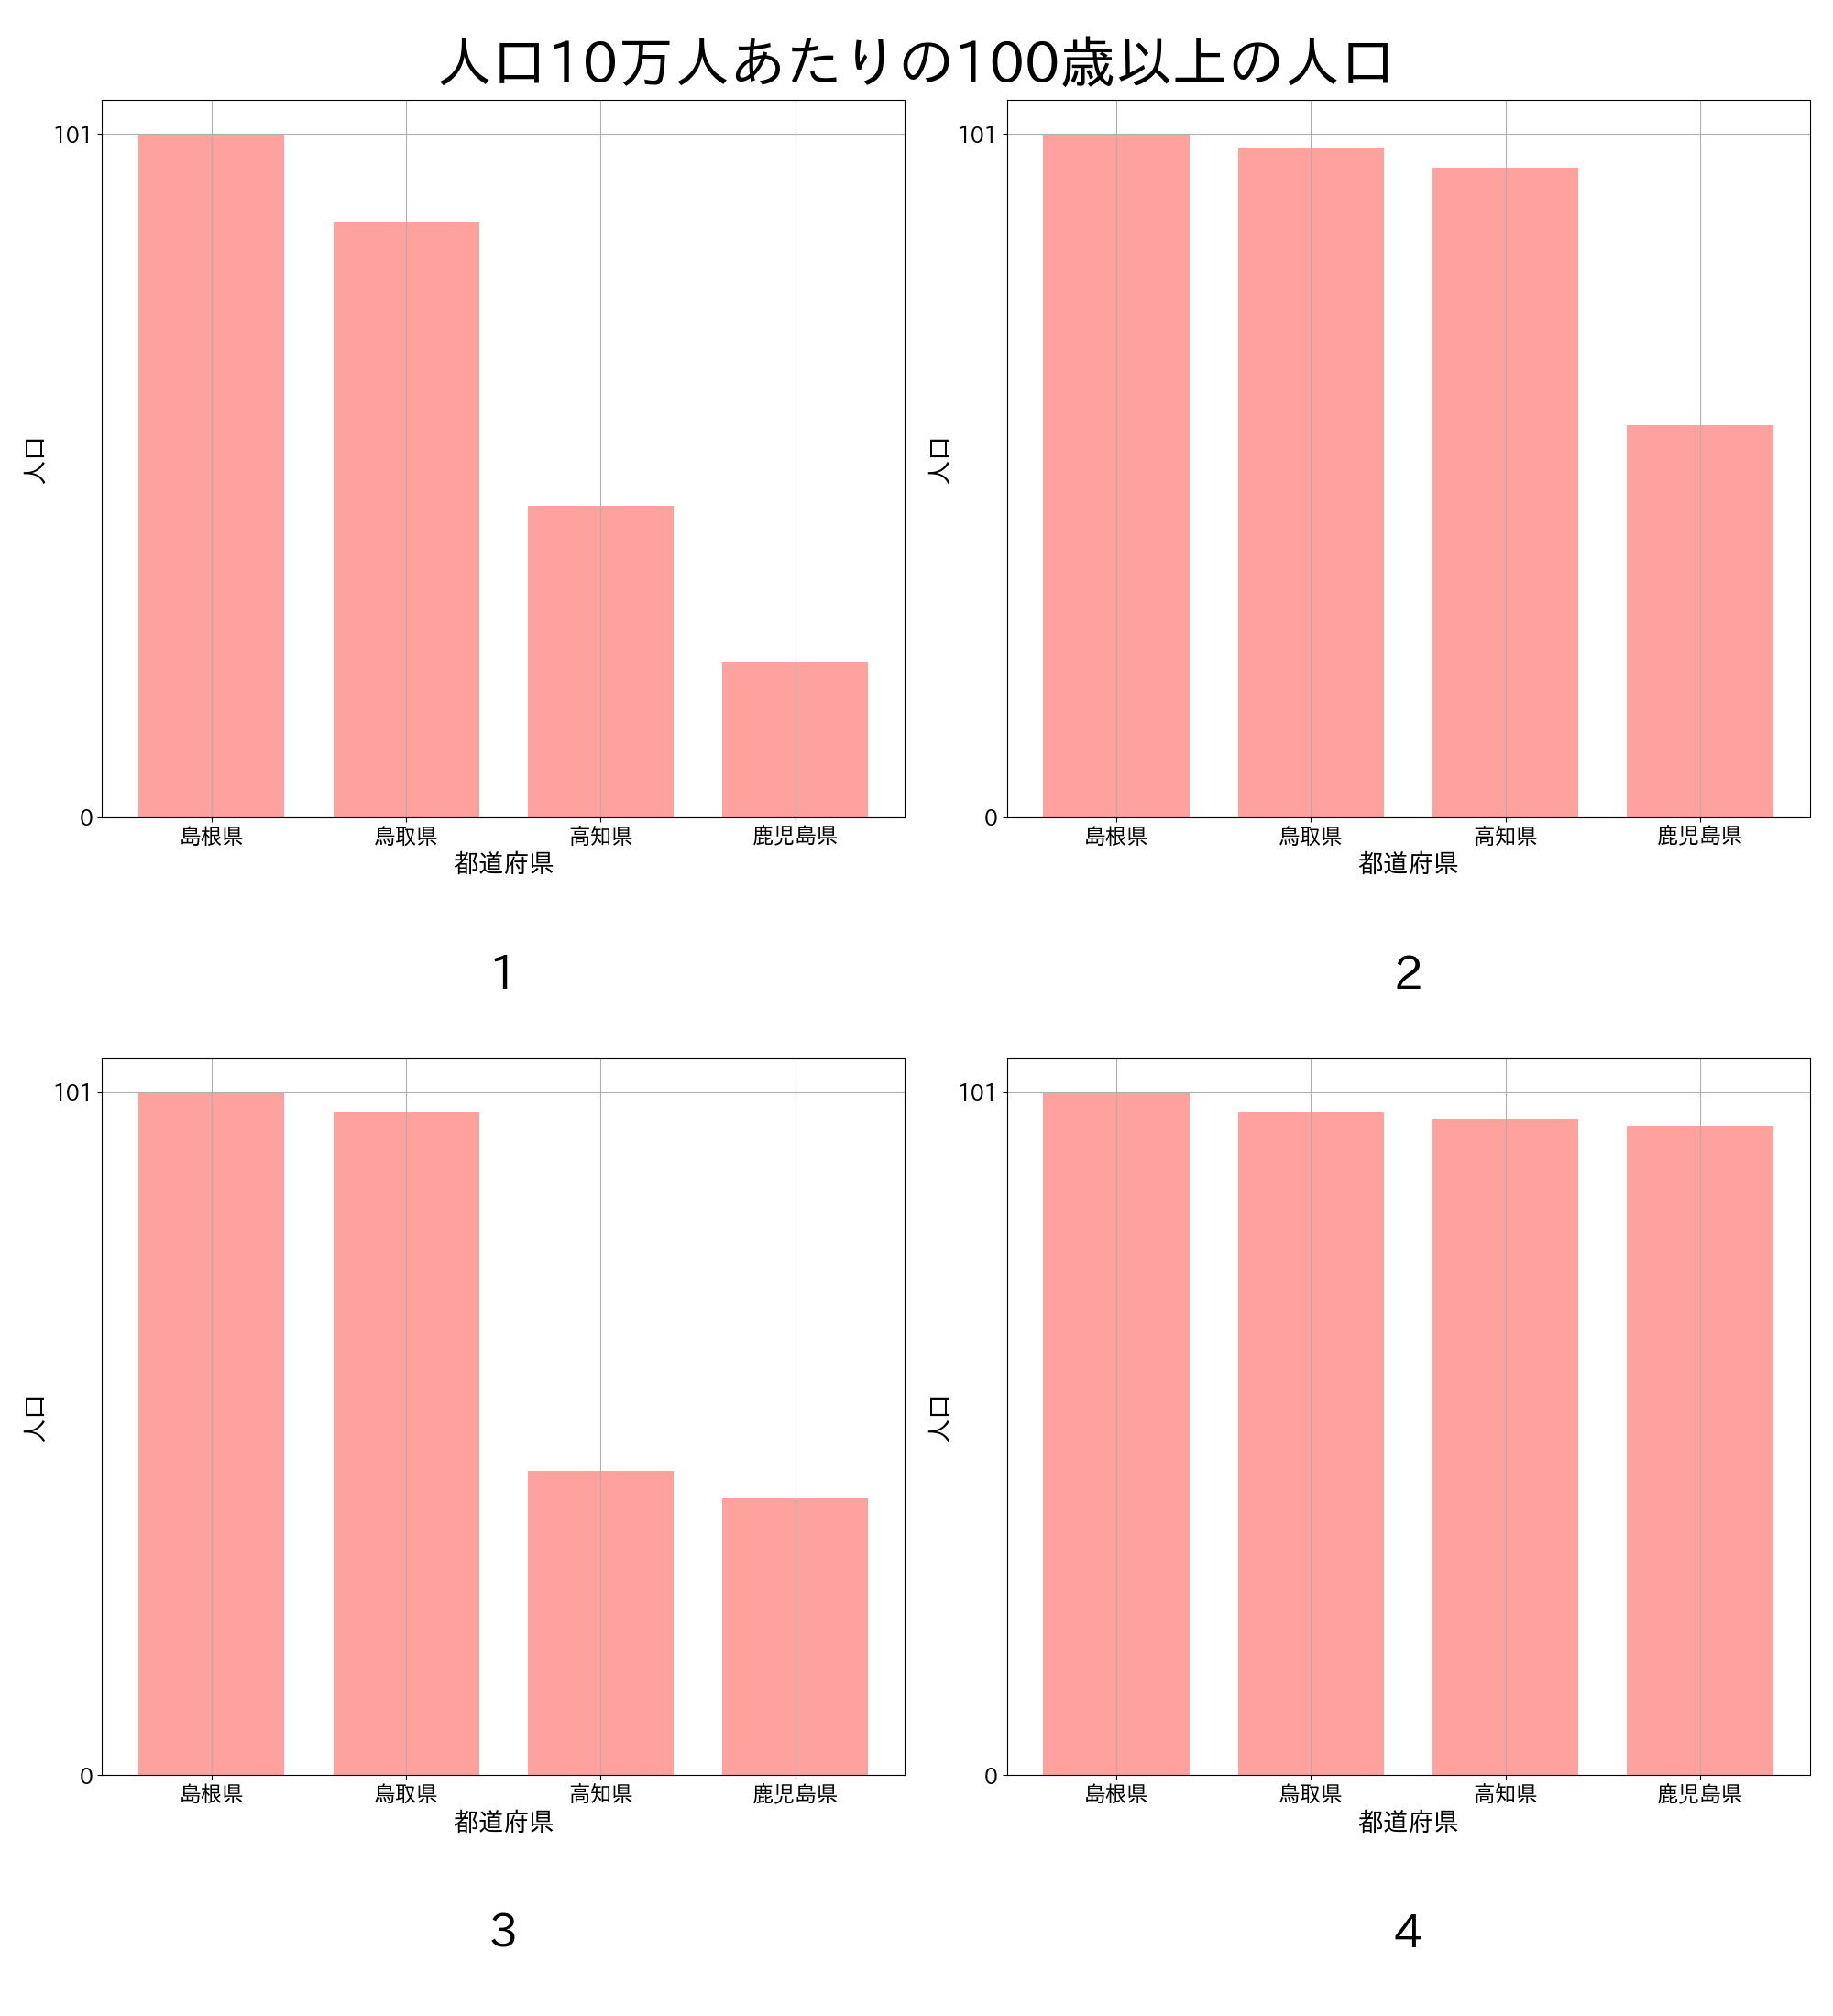 人口10万人あたりの100歳以上の人口
101
人口
0
島根県 鳥取県 高知県 鹿児島県
都道府県
1
101
人口
0
島根県 鳥取県 高知県 鹿児島県
都道府県
2
101
人口
0
島根県 鳥取県 高知県 鹿児島県
都道府県
3
101
人口
0
島根県 鳥取県 高知県 鹿児島県
都道府県
4